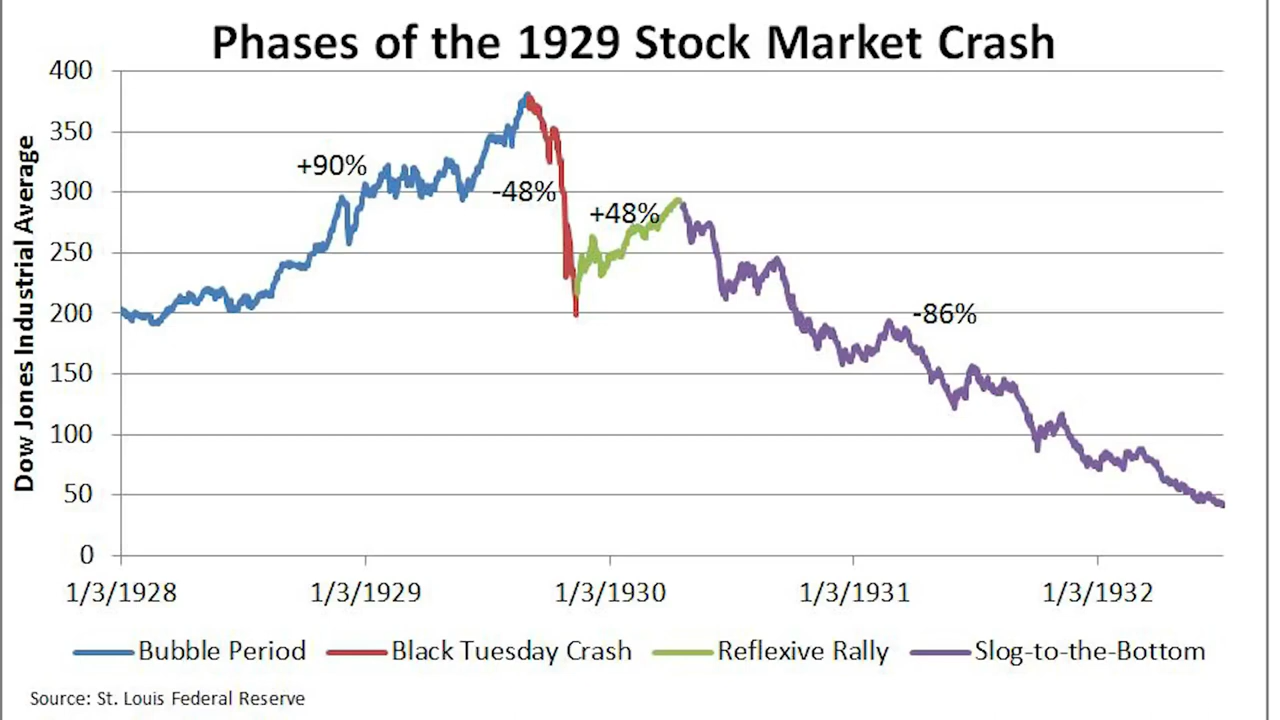 Phases of the 1929 Stock Market Crash
Dow Jones Industrial Average
400
350
300
250
200
150
100
50
0
+90%
-48%
+48%
-86%
1/3/1928
1/3/1929
1/3/1930
1/3/1931
1/3/1932
Bubble Period
Black Tuesday Crash
Reflexive Rally
Slog-to-the-Bottom
Source: St. Louis Federal Reserve